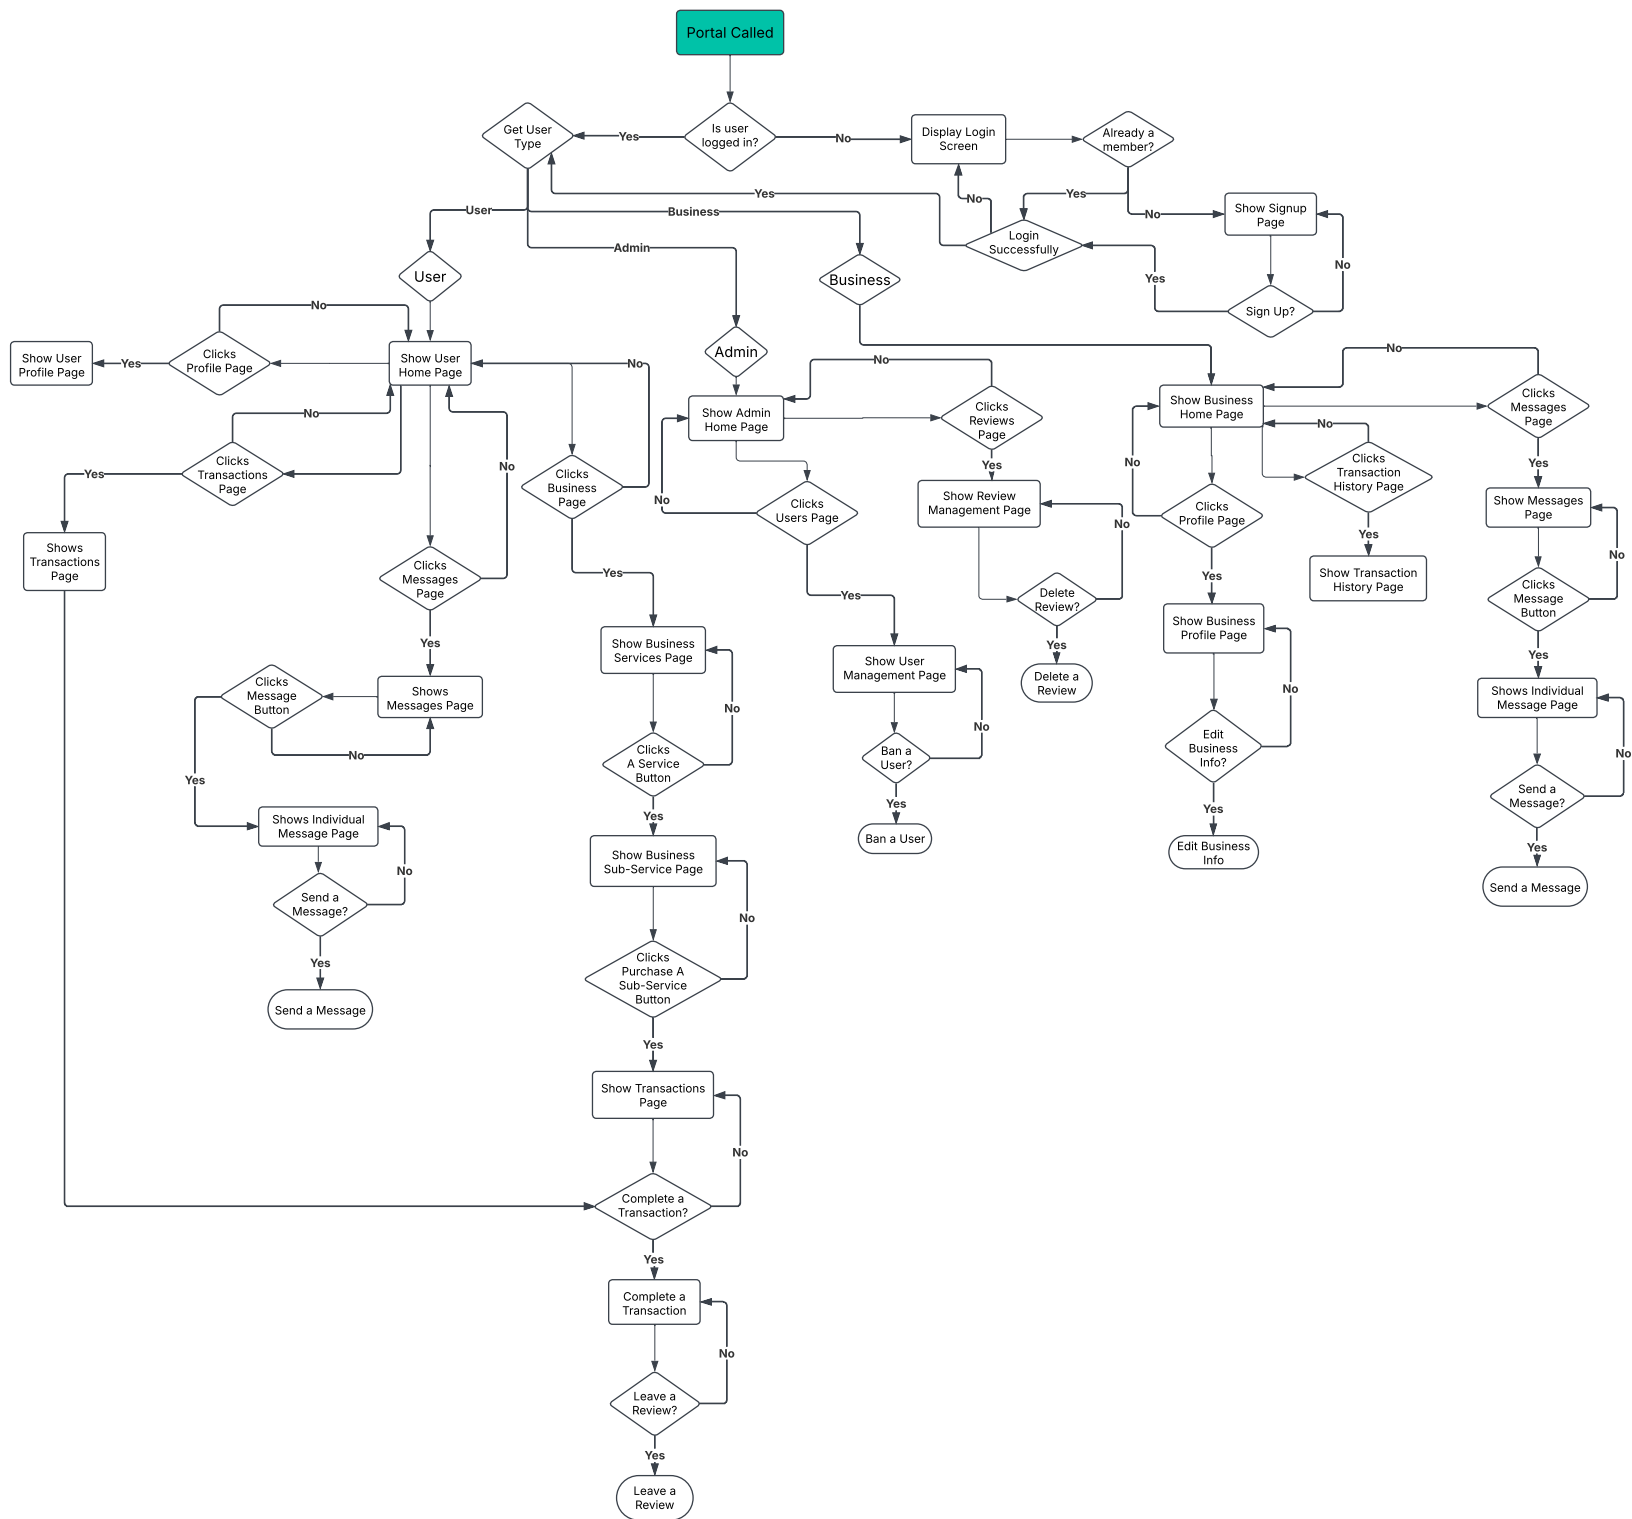 Portal Called
Get User
Type
Yes
Is user
logged in?
No
Display Login
Screen
Already a
member?
Yes
No
Yes
User
Business
No
Show Signup
Page
Login
Successfully
Admin
User
Business
Yes
No
Sign Up?
No
Show User
Profile Page
Yes
Clicks
Profile Page
Show User
Home Page
No
Admin
No
No
Show Admin
Home Page
Clicks
Reviews
Page
Show Business
Home Page
Clicks
Messages
Page
No
No
Yes
Clicks
Transactions
Page
No
Clicks
Business
Page
No
Clicks
Users Page
Yes
Show Review
Management Page
No
No
Clicks
Profile Page
Clicks
Transaction
History Page
Yes
Show Messages
Page
Yes
No
Shows
Transactions
Page
Clicks
Messages
Page
Yes
Yes
Delete
Review?
Yes
Show Transaction
History Page
Clicks
Message
Button
Yes
Show Business
Services Page
Show User
Management Page
Yes
Delete a
Review
Show Business
Profile Page
Yes
Clicks
Message
Button
Shows
Messages Page
No
No
No
No
Shows Individual
Message Page
No
Yes
Clicks
A Service
Button
Ban a
User?
Edit
Business
Info?
Send a
Message?
Yes
Yes
Yes
Shows Individual
Message Page
Ban a User
Edit Business
Info
Yes
Send a Message
No
Show Business
Sub-Service Page
Send a
Message?
No
Yes
Clicks
Purchase A
Sub-Service
Button
Send a Message
Yes
Show Transactions
Page
No
Complete a
Transaction?
Yes
Complete a
Transaction
No
Leave a
Review?
Yes
Leave a
Review